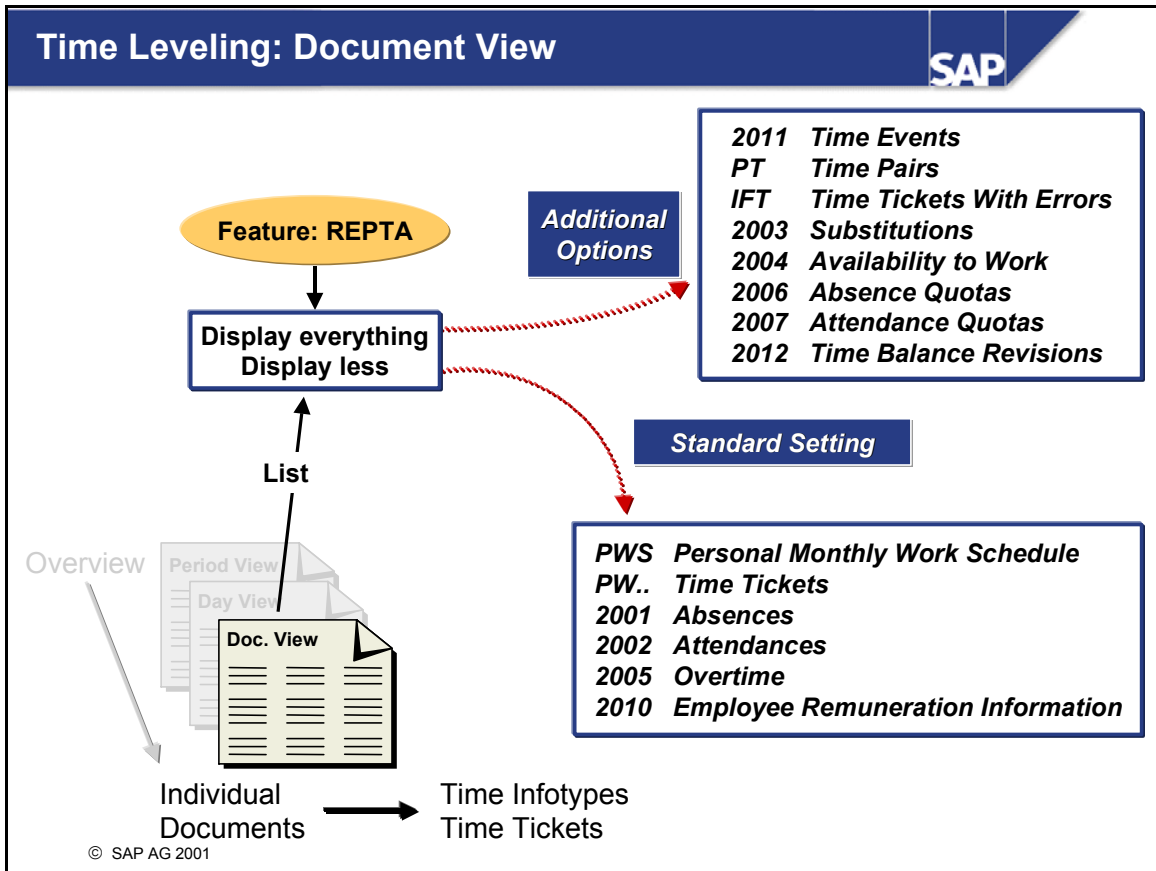 Time Leveling: Document View
SAP
2011 Time Events
PT Time Pairs
IFT Time Tickets With Errors
2003 Substitutions
2004 Availability to Work
2006 Absence Quotas
2007 Attendance Quotas
2012 Time Balance Revisions
Additional
Options
Feature: REPTA
Display everything
Display less
Standard Setting
List
PWS Personal Monthly Work Schedule
PW.. Time Tickets
2001 Absences
2002 Attendances
2005 Overtime
2010 Employee Remuneration Information
Overview
Period View
Day View
Doc. View
Individual
Documents
Time Infotypes
Time Tickets
© SAP AG 2001